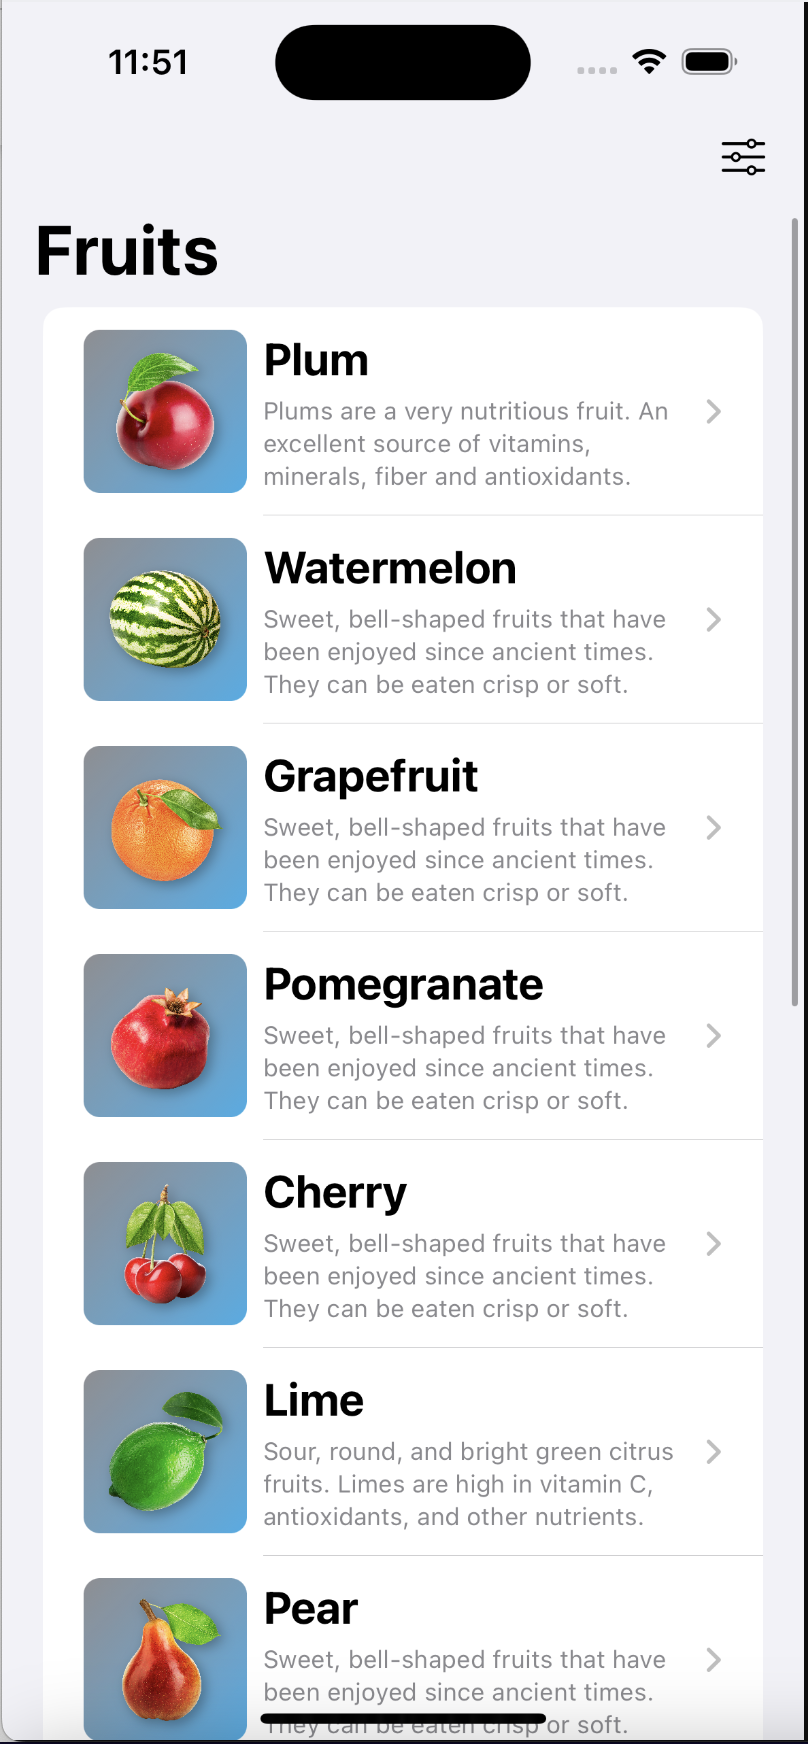 11:51
Fruits
Plum
Plums are a very nutritious fruit. An
excellent source of vitamins,
minerals, fiber and antioxidants.
Watermelon
Sweet, bell-shaped fruits that have
been enjoyed since ancient times.
They can be eaten crisp or soft.
Grapefruit
Sweet, bell-shaped fruits that have
been enjoyed since ancient times.
They can be eaten crisp or soft.
Pomegranate
Sweet, bell-shaped fruits that have
been enjoyed since ancient times.
They can be eaten crisp or soft.
Cherry
Sweet, bell-shaped fruits that have
been enjoyed since ancient times.
They can be eaten crisp or soft.
Lime
Sour, round, and bright green citrus
fruits. Limes are high in vitamin C,
antioxidants, and other nutrients.
Pear
Sweet, bell-shaped fruits that have
been enjoyed since ancient times.
They can be eaten crisp or soft.